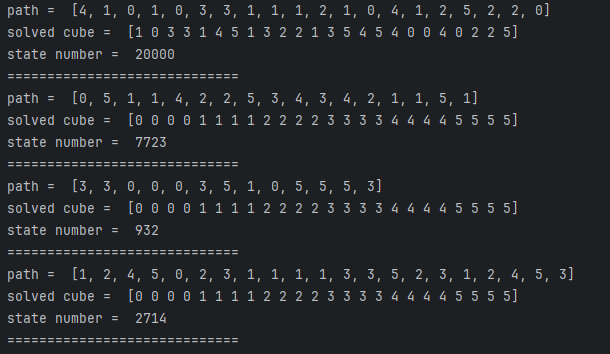 path =  [4, 1, 0, 1, 0, 3, 3, 1, 1, 1, 2, 1, 0, 4, 1, 2, 5, 2, 2, 0]
solved cube =  [1 0 3 3 1 4 5 1 3 2 2 1 3 5 4 5 4 0 0 4 0 2 2 5]
state number =  20000
=============================
path =  [0, 5, 1, 1, 4, 2, 2, 5, 3, 4, 3, 4, 2, 1, 1, 5, 1]
solved cube =  [0 0 0 0 1 1 1 1 2 2 2 2 3 3 3 3 4 4 4 4 5 5 5 5]
state number =  7723
=============================
path =  [3, 3, 0, 0, 0, 3, 5, 1, 0, 5, 5, 5, 3]
solved cube =  [0 0 0 0 1 1 1 1 2 2 2 2 3 3 3 3 4 4 4 4 5 5 5 5]
state number =  932
=============================
path =  [1, 2, 4, 5, 0, 2, 3, 1, 1, 1, 1, 3, 3, 5, 2, 3, 1, 2, 4, 5, 3]
solved cube =  [0 0 0 0 1 1 1 1 2 2 2 2 3 3 3 3 4 4 4 4 5 5 5 5]
state number =  2714
=============================